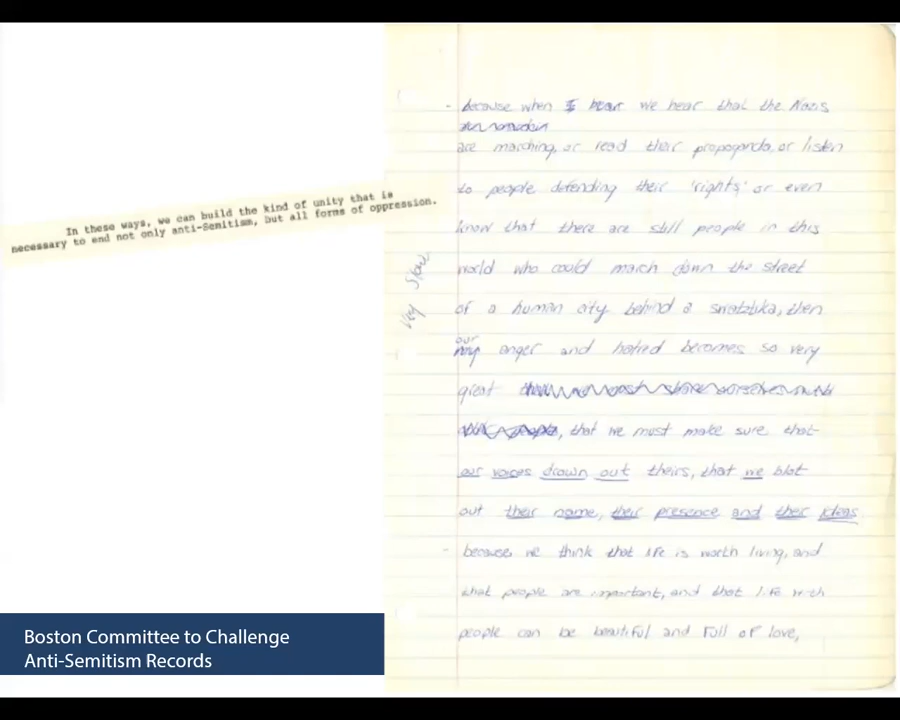 In these ways, we can build the kind of unity that is
necessary to end not only anti-Semitism, but all forms of oppression.
Very Slow
- because when I hear we hear that the Nazis
are marching, or read their propoganda, or listen
to people defending their 'rights' or even
know that there are still people in this
world who could march down the street
of a human city behind a swatztika, then
our
my anger and hatred becomes so very
great
that we must make sure that
our voices drown out theirs, that we blot
out their name, their presence and their ideas
- because we think that life is worth living, and
that people are important, and that life with
people can be beautiful and full of love,
Boston Committee to Challenge
Anti-Semitism Records